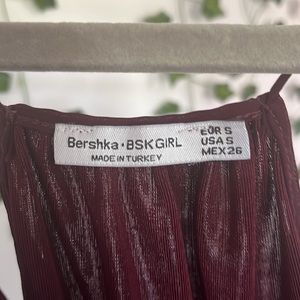 Bershka • BSKGIRL
MADE IN TURKEY
EUR S
USA S
MEX 26